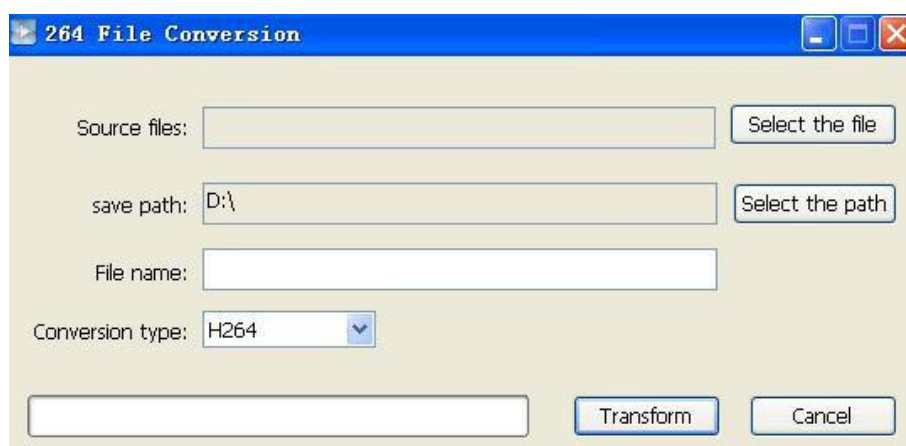 264 File Conversion
Source files:
Select the file
save path: D:\
Select the path
File name:
Conversion type: H264
Transform
Cancel